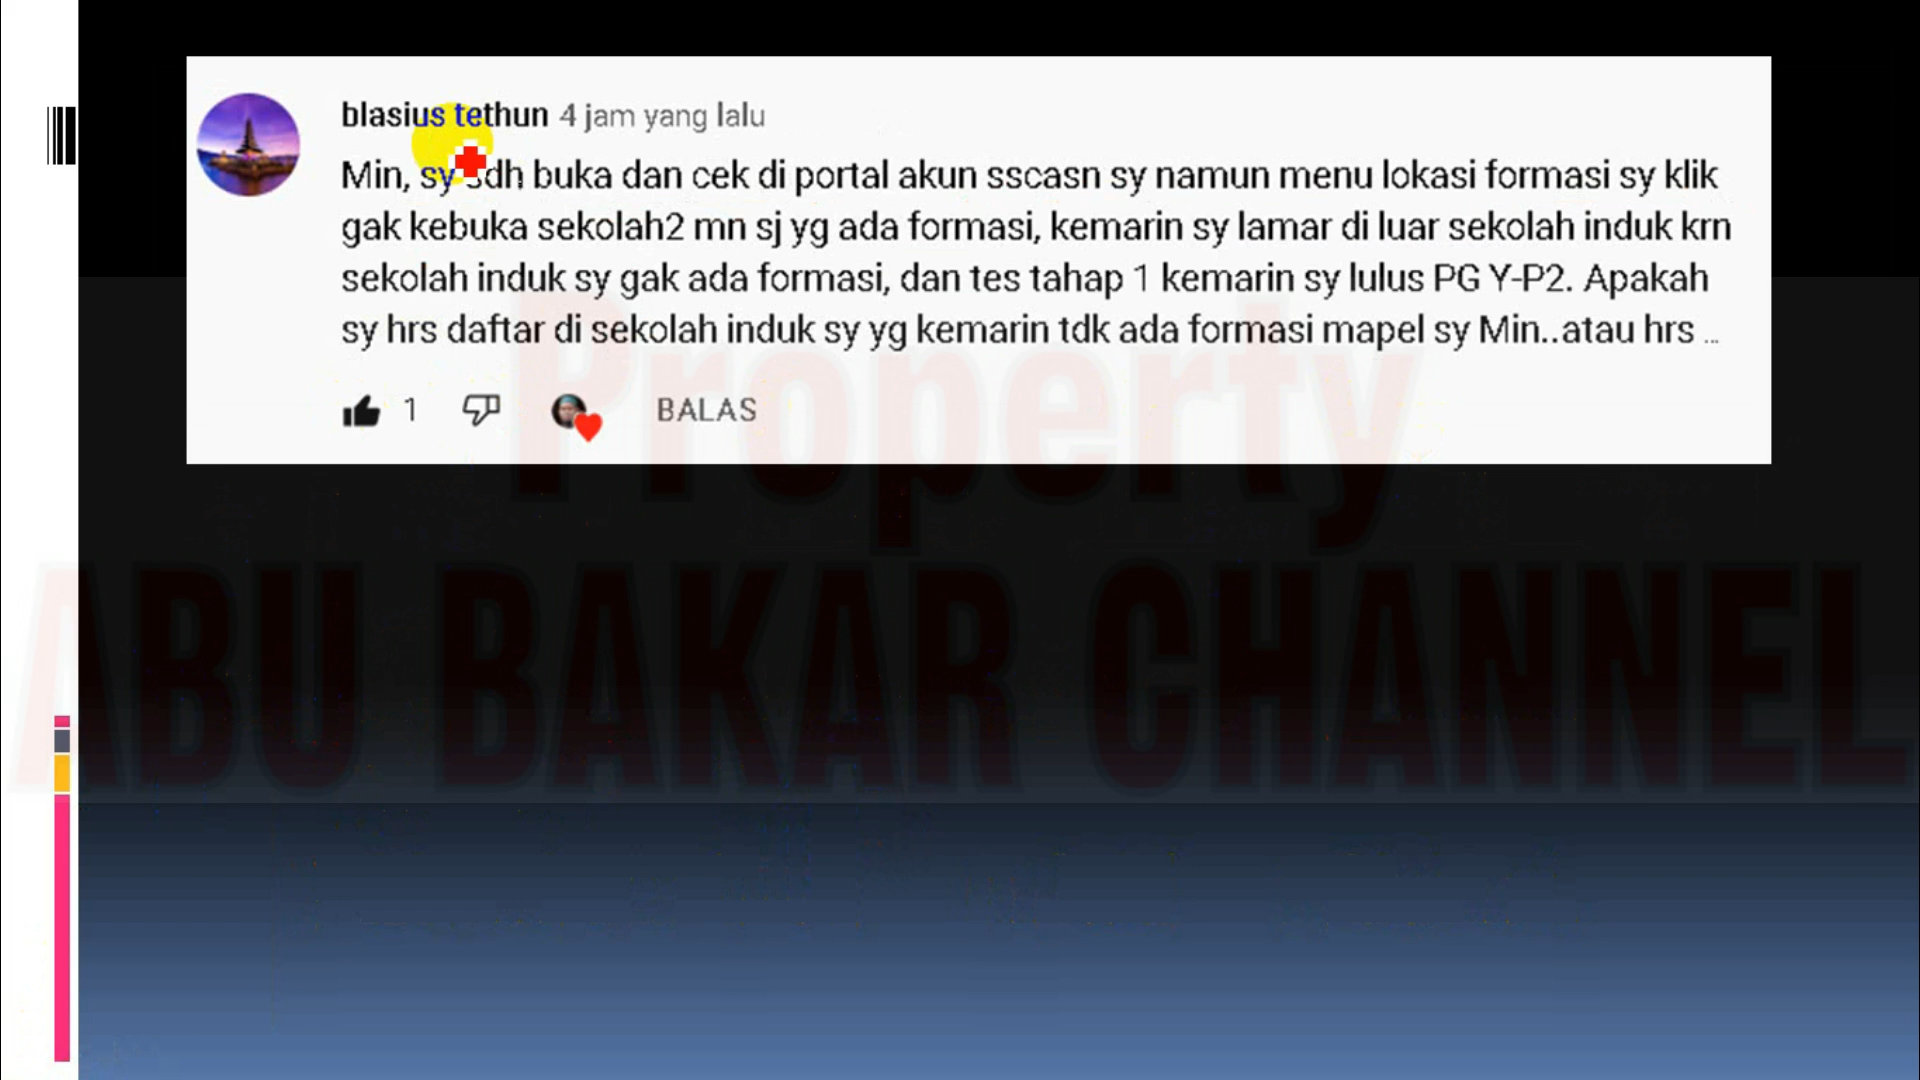 blasius tethun 4 jam yang lalu
Min, sy sdh buka dan cek di portal akun sscasn sy namun menu lokasi formasi sy klik
gak kebuka sekolah2 mn sj yg ada formasi, kemarin sy lamar di luar sekolah induk krn
sekolah induk sy gak ada formasi, dan tes tahap 1 kemarin sy lulus PG Y-P2. Apakah
sy hrs daftar di sekolah induk sy yg kemarin tdk ada formasi mapel sy Min..atau hrs ...
1 BALAS
Property
ABU BAKAR CHANNEL